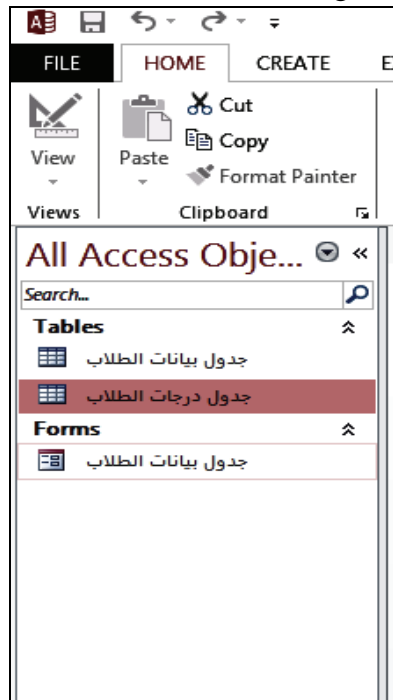 FILE HOME CREATE E
View
Paste
Cut
Copy
Format Painter
Views Clipboard
All Access Obje... «
Search...
Tables
جدول بيانات الطلاب
جدول درجات الطلاب
Forms
جدول بيانات الطلاب